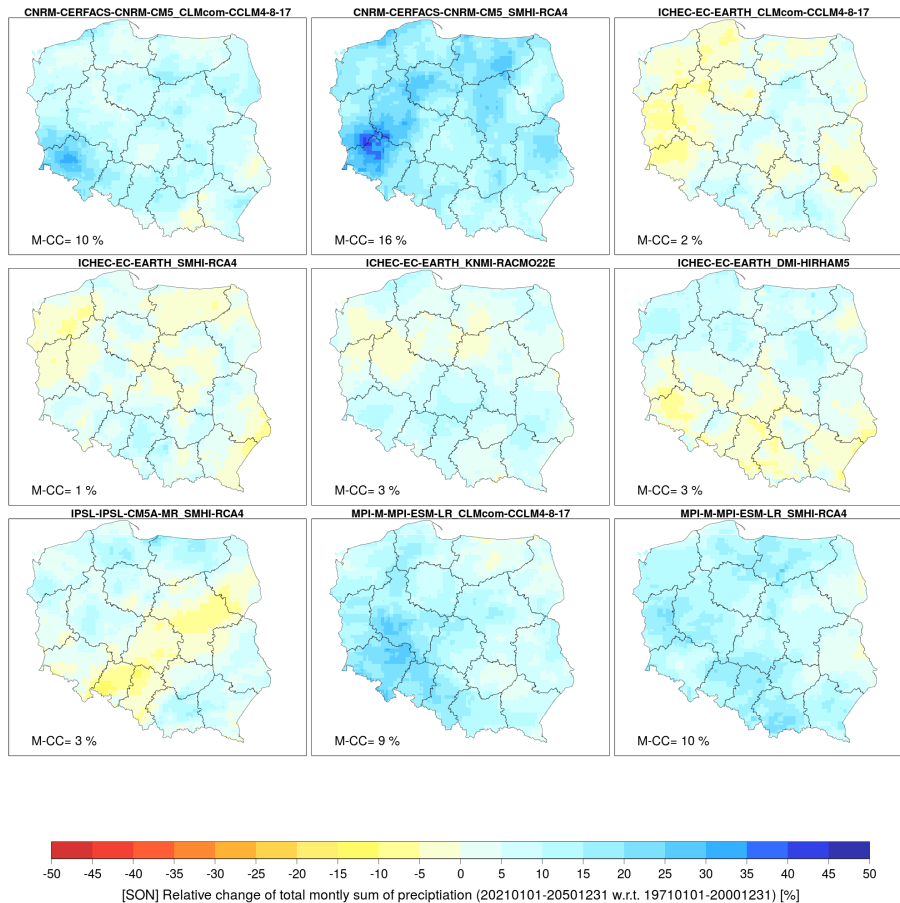 CNRM-CERFACS-CNRM-CM5_CLMcom-CCLM4-8-17
CNRM-CERFACS-CNRM-CM5_SMHI-RCA4
ICHEC-EC-EARTH_CLMcom-CCLM4-8-17
M-CC= 10 %
M-CC= 16 %
M-CC= 2 %
ICHEC-EC-EARTH_SMHI-RCA4
ICHEC-EC-EARTH_KNMI-RACMO22E
ICHEC-EC-EARTH_DMI-HIRHAM5
M-CC= 1 %
M-CC= 3 %
M-CC= 3 %
IPSL-IPSL-CM5A-MR_SMHI-RCA4
MPI-M-MPI-ESM-LR_CLMcom-CCLM4-8-17
MPI-M-MPI-ESM-LR_SMHI-RCA4
M-CC= 3 %
M-CC= 9 %
M-CC= 10 %
-50 -45 -40 -35 -30 -25 -20 -15 -10 -5 0 5 10 15 20 25 30 35 40 45 50
[SON] Relative change of total montly sum of preciptiation (20210101-20501231 w.r.t. 19710101-20001231) [%]